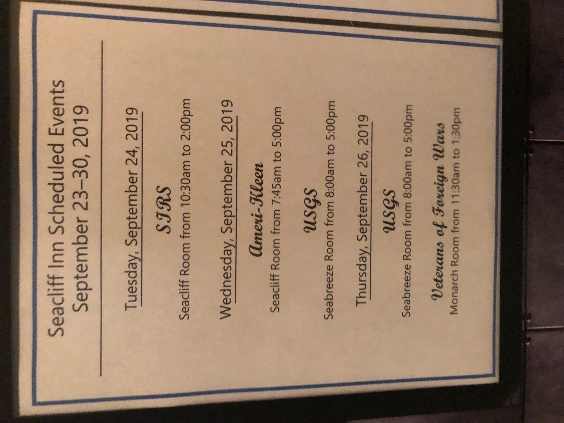 Seacliff Inn Scheduled Events
September 23–30, 2019
Tuesday, September 24, 2019
SIRS
Seacliff Room from 10:30am to 2:00pm
Wednesday, September 25, 2019
Ameri-Kleen
Seacliff Room from 7:45am to 5:00pm
USGS
Seabreeze Room from 8:00am to 5:00pm
Thursday, September 26, 2019
USGS
Seabreeze Room from 8:00am to 5:00pm
Veterans of Foreign Wars
Monarch Room from 11:30am to 1:30pm